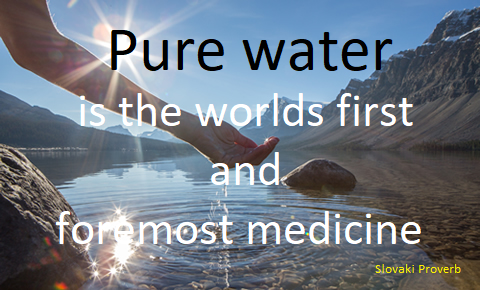 Pure water
is the worlds first
and
foremost medicine
Slovaki Proverb